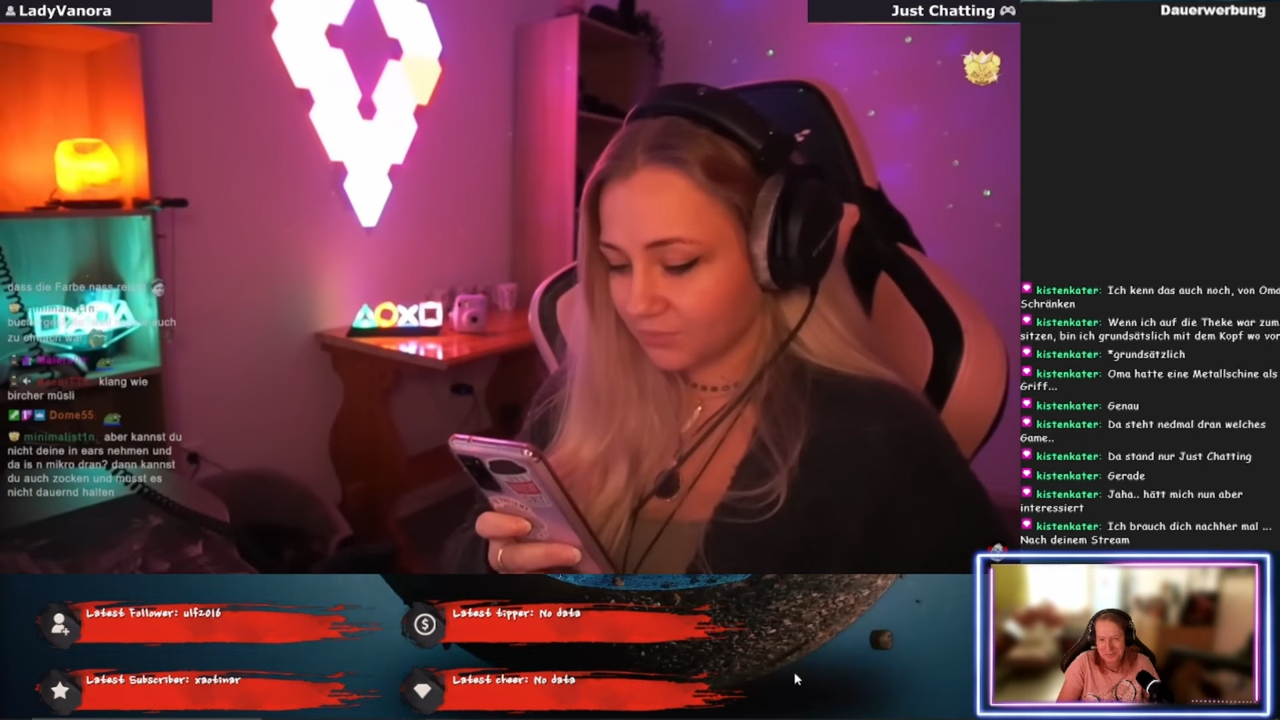 LadyVanora
Just Chatting
Dauerwerbung
dass die Farbe nass
klang wie
bircher müsli
Dome55
minimalist1n: aber kannst du
nicht deine in ears nehmen und
da is n mikro dran? dann kannst
du auch zocken und musst es
nicht dauernd halten
kistenkater: Ich kenn das auch noch, von Oma
Schränken
kistenkater: Wenn ich auf die Theke war zum
sitzen, bin ich grundsätslich mit dem Kopf wo vor
kistenkater: *grundsätzlich
kistenkater: Oma hatte eine Metallschine als
Griff...
kistenkater: Genau
kistenkater: Da steht nedmal dran welches
Game..
kistenkater: Da stand nur Just Chatting
kistenkater: Gerade
kistenkater: Jaha.. hätt mich nun aber
interessiert
kistenkater: Ich brauch dich nachher mal ...
Nach deinem Stream
Latest Follower: ulf2016
Latest tipper: No data
Latest Subscriber: xaotinar
Latest cheer: No data